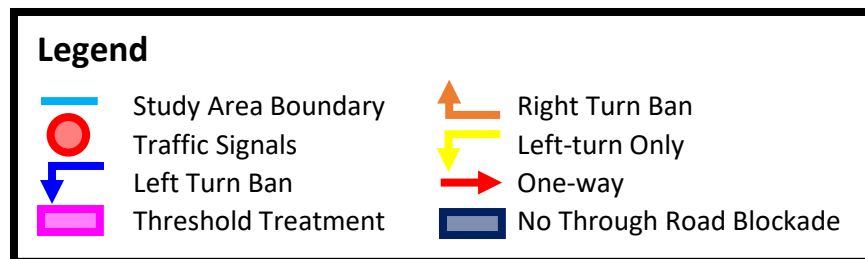 Legend
Study Area Boundary
Traffic Signals
Left Turn Ban
Threshold Treatment
Right Turn Ban
Left-turn Only
One-way
No Through Road Blockade